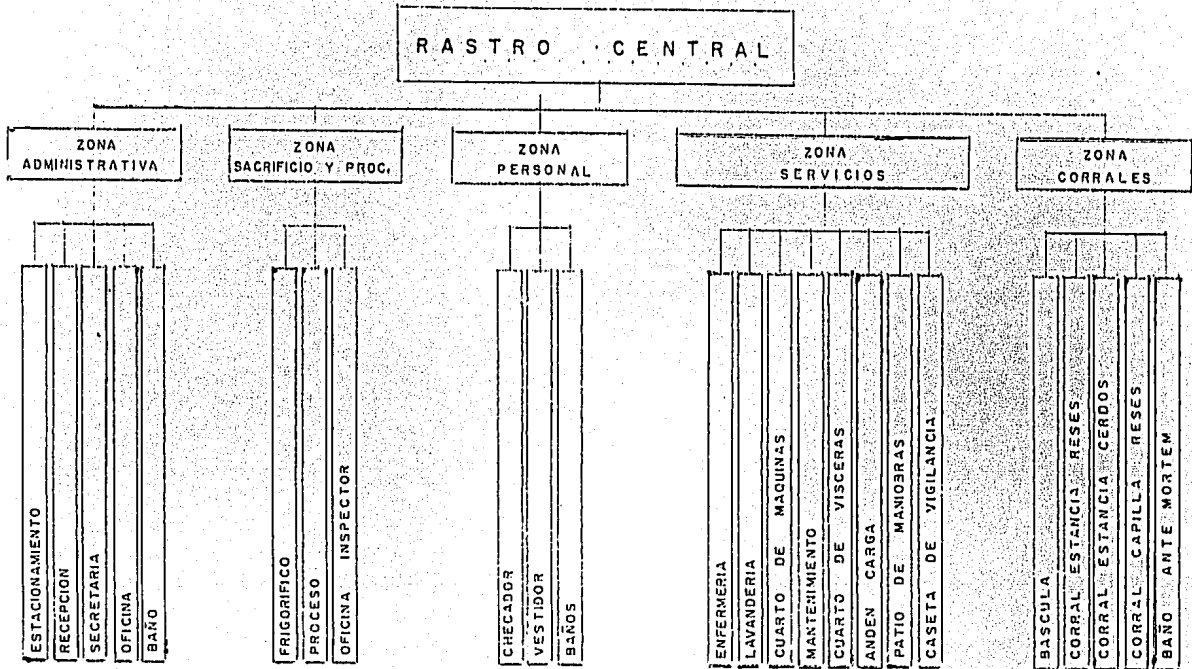 RASTRO CENTRAL
ZONA
ADMINISTRATIVA
ZONA
SACRIFICIO Y PROC.
ZONA
PERSONAL
ZONA
SERVICIOS
ZONA
CORRALES
ESTACIONAMIENTO
RECEPCION
SECRETARIA
OFICINA
BAÑO
FRIGORIFICO
PROCESO
OFICINA INSPECTOR
CHECADOR
VESTIDOR
BAÑOS
ENFERMERIA
LAVANDERIA
CUARTO DE MAQUINAS
MANTENIMIENTO
CUARTO DE VISCERAS
ANDEN CARGA
PATIO DE MANIOBRAS
CASETA DE VIGILANCIA
BASCULA
CORRAL ESTANCIA RESES
CORRAL ESTANCIA CERDOS
CORRAL CAPILLA RESES
BAÑO ANTE MORTEM